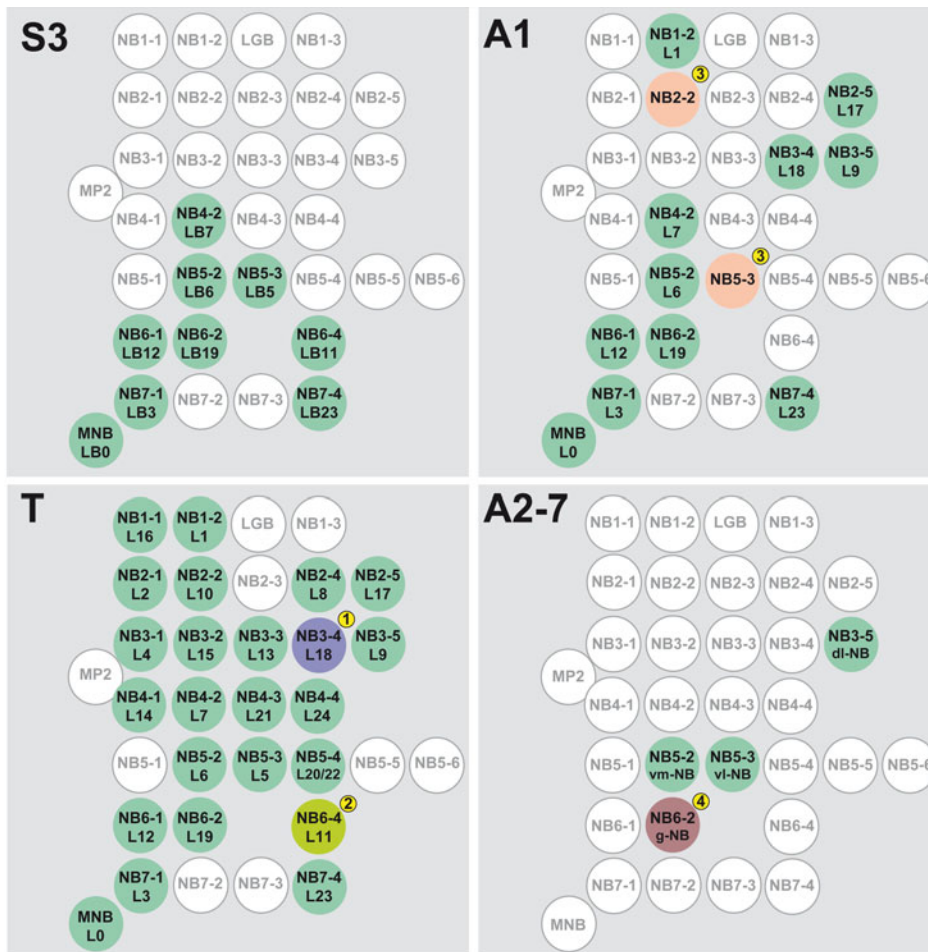 S3
NB1-1 NB1-2 LGB NB1-3
NB2-1 NB2-2 NB2-3 NB2-4 NB2-5
NB3-1 NB3-2 NB3-3 NB3-4 NB3-5
MP2
NB4-1 NB4-2 NB4-3 NB4-4
LB7
NB5-1 NB5-2 NB5-3 NB5-4 NB5-5 NB5-6
LB6 LB5
NB6-1 NB6-2 NB6-4
LB12 LB19 LB11
NB7-1 NB7-2 NB7-3 NB7-4
LB3 LB23
MNB
LB0
A1
NB1-1 NB1-2 LGB NB1-3
L1
3
NB2-1 NB2-2 NB2-3 NB2-4 NB2-5
L17
NB3-1 NB3-2 NB3-3 NB3-4 NB3-5
L18 L9
MP2
NB4-1 NB4-2 NB4-3 NB4-4
L7
3
NB5-1 NB5-2 NB5-3 NB5-4 NB5-5 NB5-6
L6
NB6-1 NB6-2 NB6-4
L12 L19
NB7-1 NB7-2 NB7-3 NB7-4
L3 L23
MNB
L0
T
NB1-1 NB1-2 LGB NB1-3
L16 L1
NB2-1 NB2-2 NB2-3 NB2-4 NB2-5
L2 L10 L8 L17
1
NB3-1 NB3-2 NB3-3 NB3-4 NB3-5
L4 L15 L13 L18 L9
MP2
NB4-1 NB4-2 NB4-3 NB4-4
L14 L7 L21 L24
NB5-1 NB5-2 NB5-3 NB5-4 NB5-5 NB5-6
L6 L5 L20/22
2
NB6-1 NB6-2 NB6-4
L12 L19 L11
NB7-1 NB7-2 NB7-3 NB7-4
L3 L23
MNB
L0
A2-7
NB1-1 NB1-2 LGB NB1-3
NB2-1 NB2-2 NB2-3 NB2-4 NB2-5
NB3-1 NB3-2 NB3-3 NB3-4 NB3-5
dl-NB
MP2
NB4-1 NB4-2 NB4-3 NB4-4
NB5-1 NB5-2 NB5-3 NB5-4 NB5-5 NB5-6
vm-NB vl-NB
4
NB6-1 NB6-2 NB6-4
g-NB
NB7-1 NB7-2 NB7-3 NB7-4
MNB